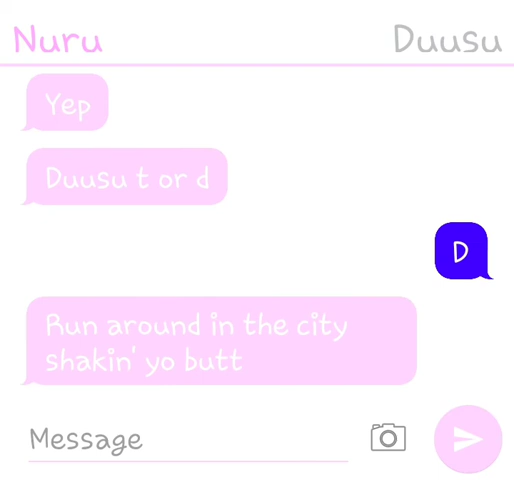 Nuru Duusu
Yep
Duusu t or d
D
Run around in the city
shakin' yo butt
Message